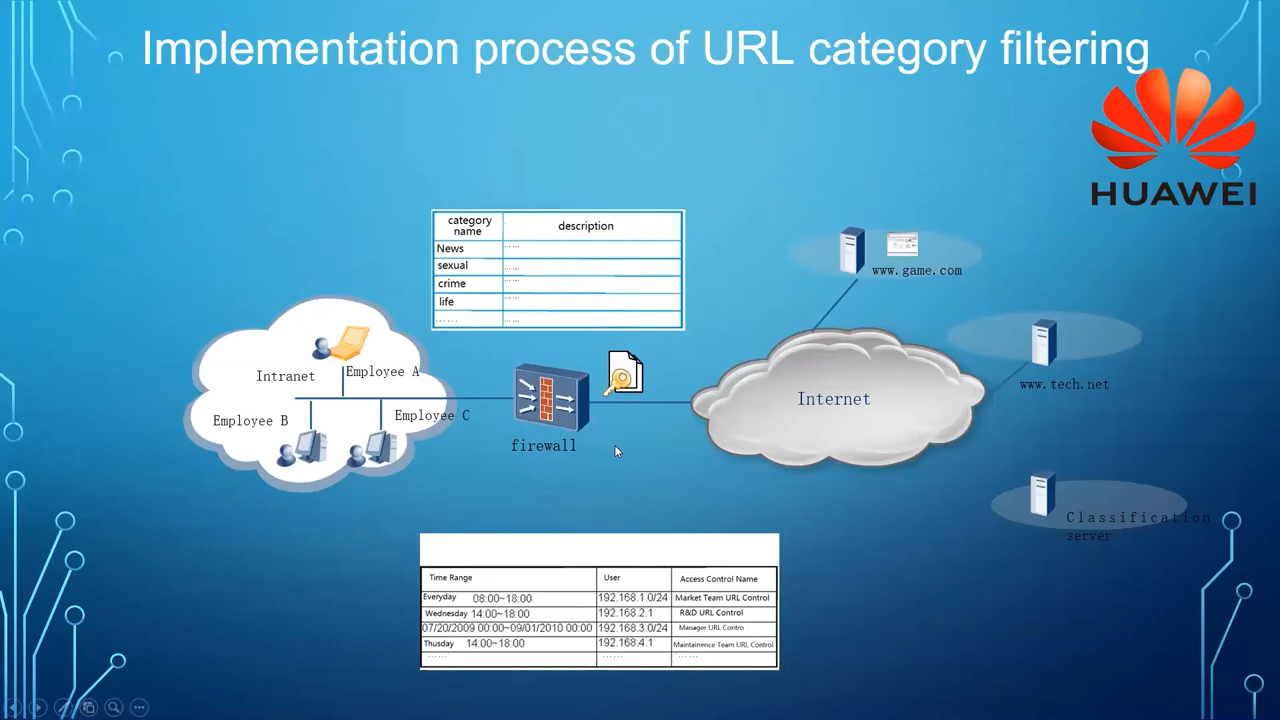 Implementation process of URL category filtering
HUAWEI
category name description
News ......
sexual ......
crime ......
life ......
...... ......
www.game.com
www.tech.net
Classification
server
Internet
Intranet
Employee A
Employee B
Employee C
firewall
Time Range User Access Control Name
Everyday 08:00~18:00 192.168.1.0/24 Market Team URL Control
Wednesday 14:00~18:00 192.168.2.1 R&D URL Control
07/20/2009 00:00~09/01/2010 00:00 192.168.3.0/24 Manager URL Contro
Thusday 14:00~18:00 192.168.4.1 Maintainence Team URL Control
...... ...... ......